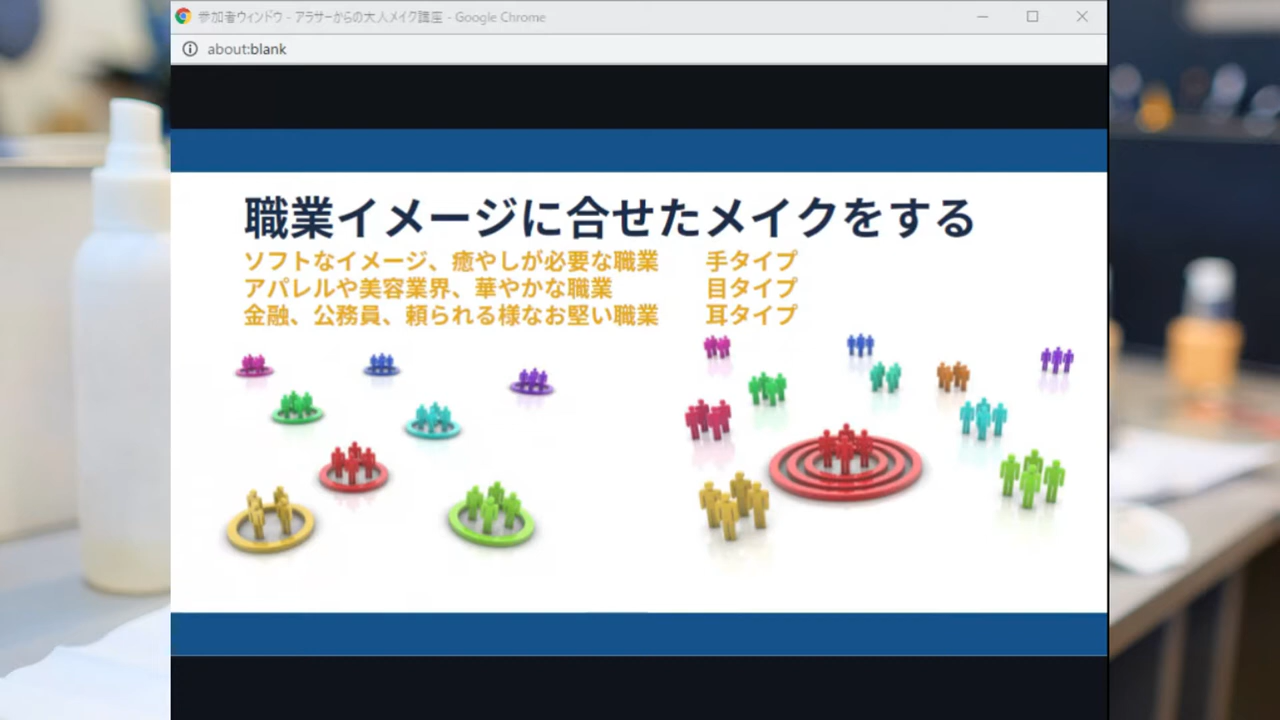 参加者ウィンドウ - アラサーからの大人メイク講座 - Google Chrome
about:blank
職業イメージに合せたメイクをする
ソフトなイメージ、癒やしが必要な職業 手タイプ
アパレルや美容業界、華やかな職業 目タイプ
金融、公務員、頼られる様なお堅い職業 耳タイプ